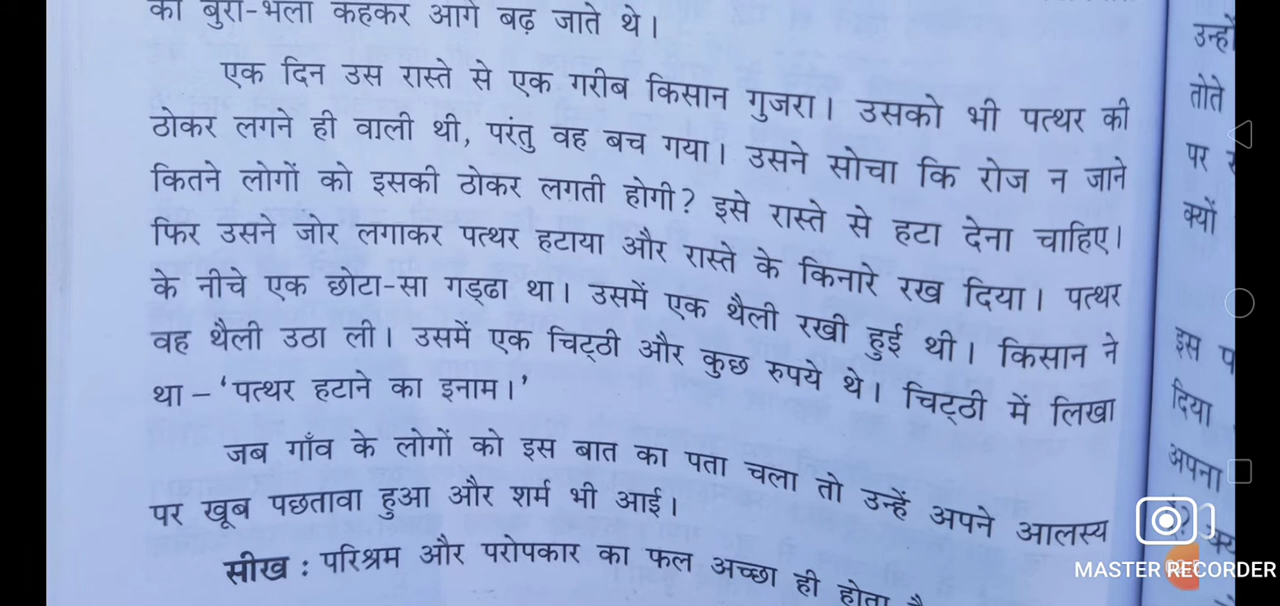 को बुरा-भला कहकर आगे बढ़ जाते थे।
एक दिन उस रास्ते से एक गरीब किसान गुजरा। उसको भी पत्थर की
ठोकर लगने ही वाली थी, परंतु वह बच गया। उसने सोचा कि रोज न जाने
कितने लोगों को इसकी ठोकर लगती होगी? इसे रास्ते से हटा देना चाहिए।
फिर उसने जोर लगाकर पत्थर हटाया और रास्ते के किनारे रख दिया। पत्थर
के नीचे एक छोटा-सा गड्ढा था। उसमें एक थैली रखी हुई थी। किसान ने
वह थैली उठा ली। उसमें एक चिट्ठी और कुछ रुपये थे। चिट्ठी में लिखा
था – ‘पत्थर हटाने का इनाम।’
जब गाँव के लोगों को इस बात का पता चला तो उन्हें अपने आलस्य
पर खूब पछतावा हुआ और शर्म भी आई।
सीख : परिश्रम और परोपकार का फल अच्छा ही होता
तोते
पर
क्यों
इस
दिया
अपना
MASTER RECORDER